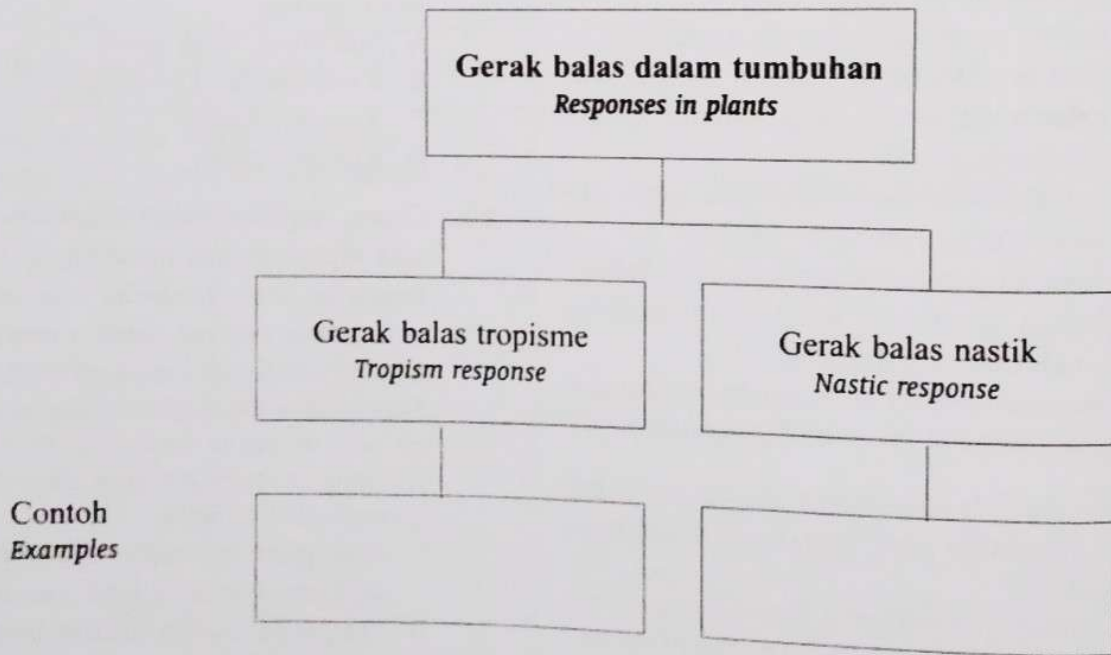 Gerak balas dalam tumbuhan
Responses in plants
Gerak balas tropisme
Tropism response
Gerak balas nastik
Nastic response
Contoh
Examples